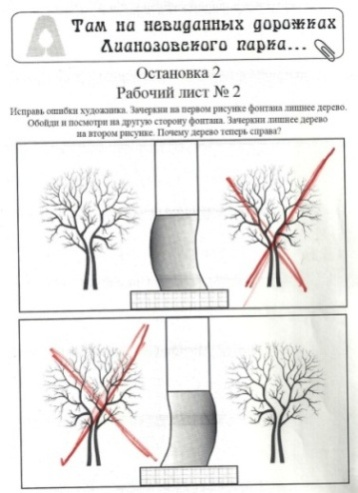 Там на невиданных дорожках
Лианозовского парка...
Остановка 2
Рабочий лист № 2
Исправь ошибки художника. Зачеркни на первом рисунке фонтана лишнее дерево.
Обойди и посмотри на другую сторону фонтана. Зачеркни лишнее дерево
на втором рисунке. Почему дерево теперь справа?